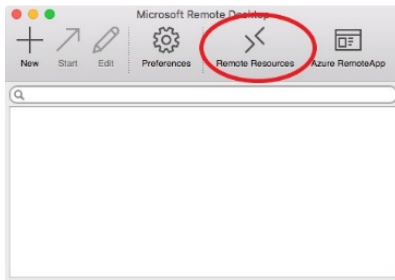 Microsoft Remote Desktop
New Start Edit Preferences Remote Resources Azure RemoteApp